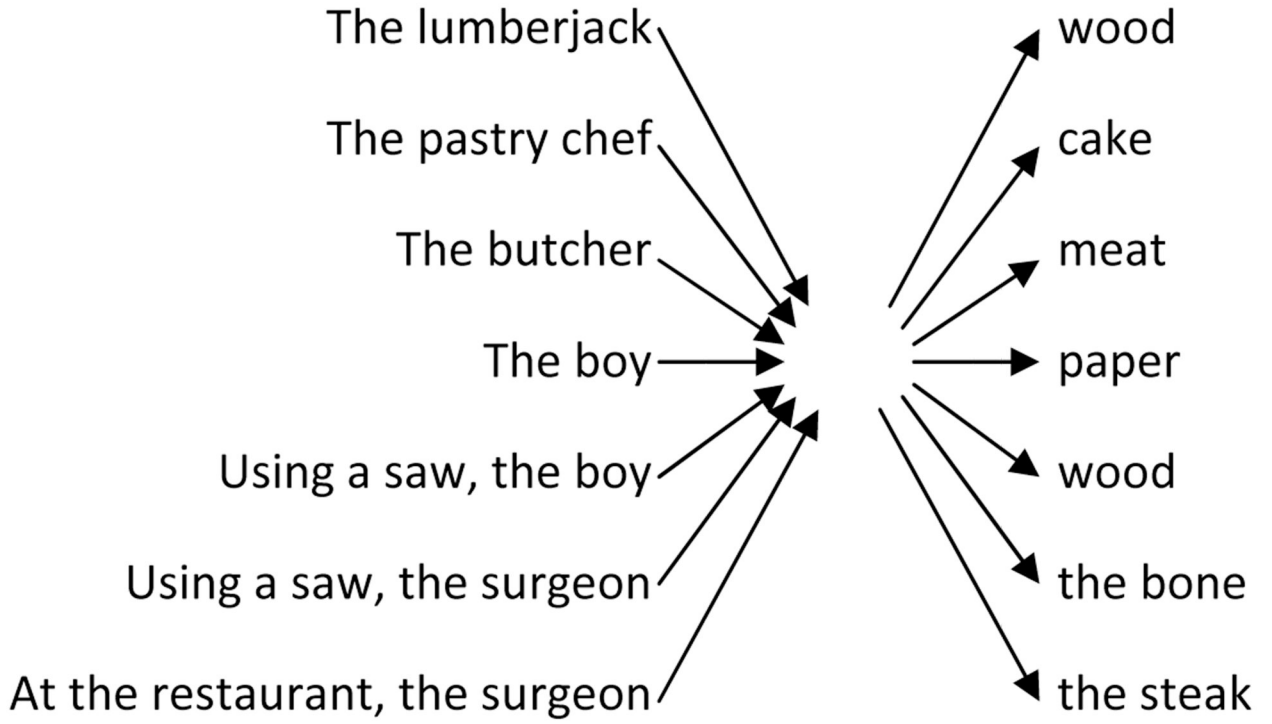 The lumberjack wood
The pastry chef cake
The butcher meat
The boy paper
Using a saw, the boy wood
Using a saw, the surgeon the bone
At the restaurant, the surgeon the steak